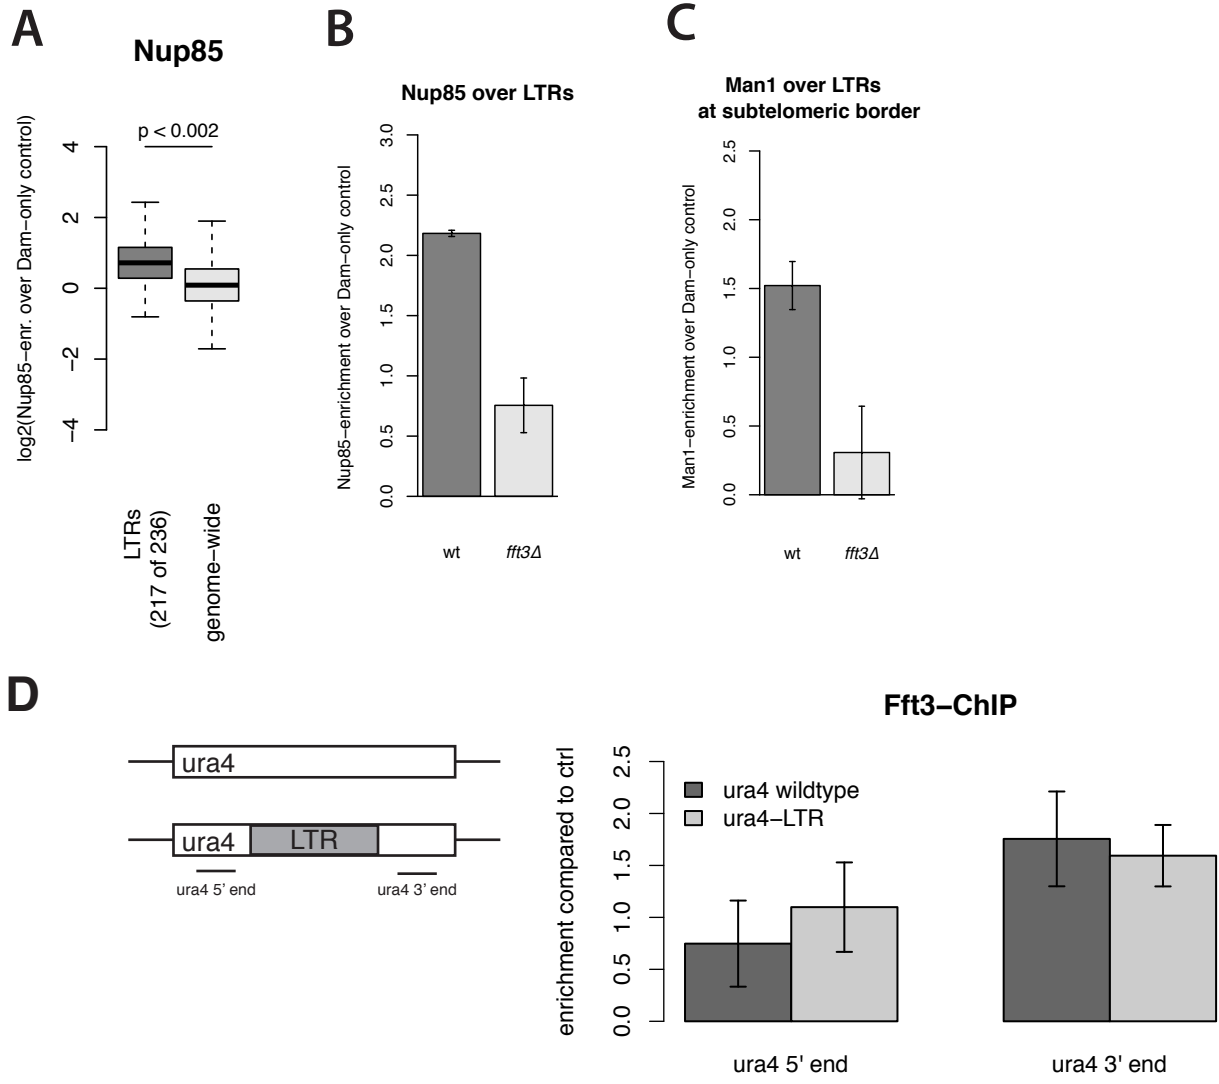 A
Nup85
p < 0.002
log2(Nup85−enr. over Dam−only control)
4
2
0
−2
−4
LTRs
(217 of 236)
genome−wide
B
Nup85 over LTRs
Nup85−enrichment over Dam−only control
3.0
2.5
2.0
1.5
1.0
0.5
0.0
wt
fft3Δ
C
Man1 over LTRs
at subtelomeric border
Man1−enrichment over Dam−only control
2.5
2.0
1.5
1.0
0.5
0.0
wt
fft3Δ
D
ura4
ura4
LTR
ura4 5' end
ura4 3' end
Fft3−ChIP
enrichment compared to ctrl
2.5
2.0
1.5
1.0
0.5
0.0
ura4 wildtype
ura4−LTR
ura4 5' end
ura4 3' end